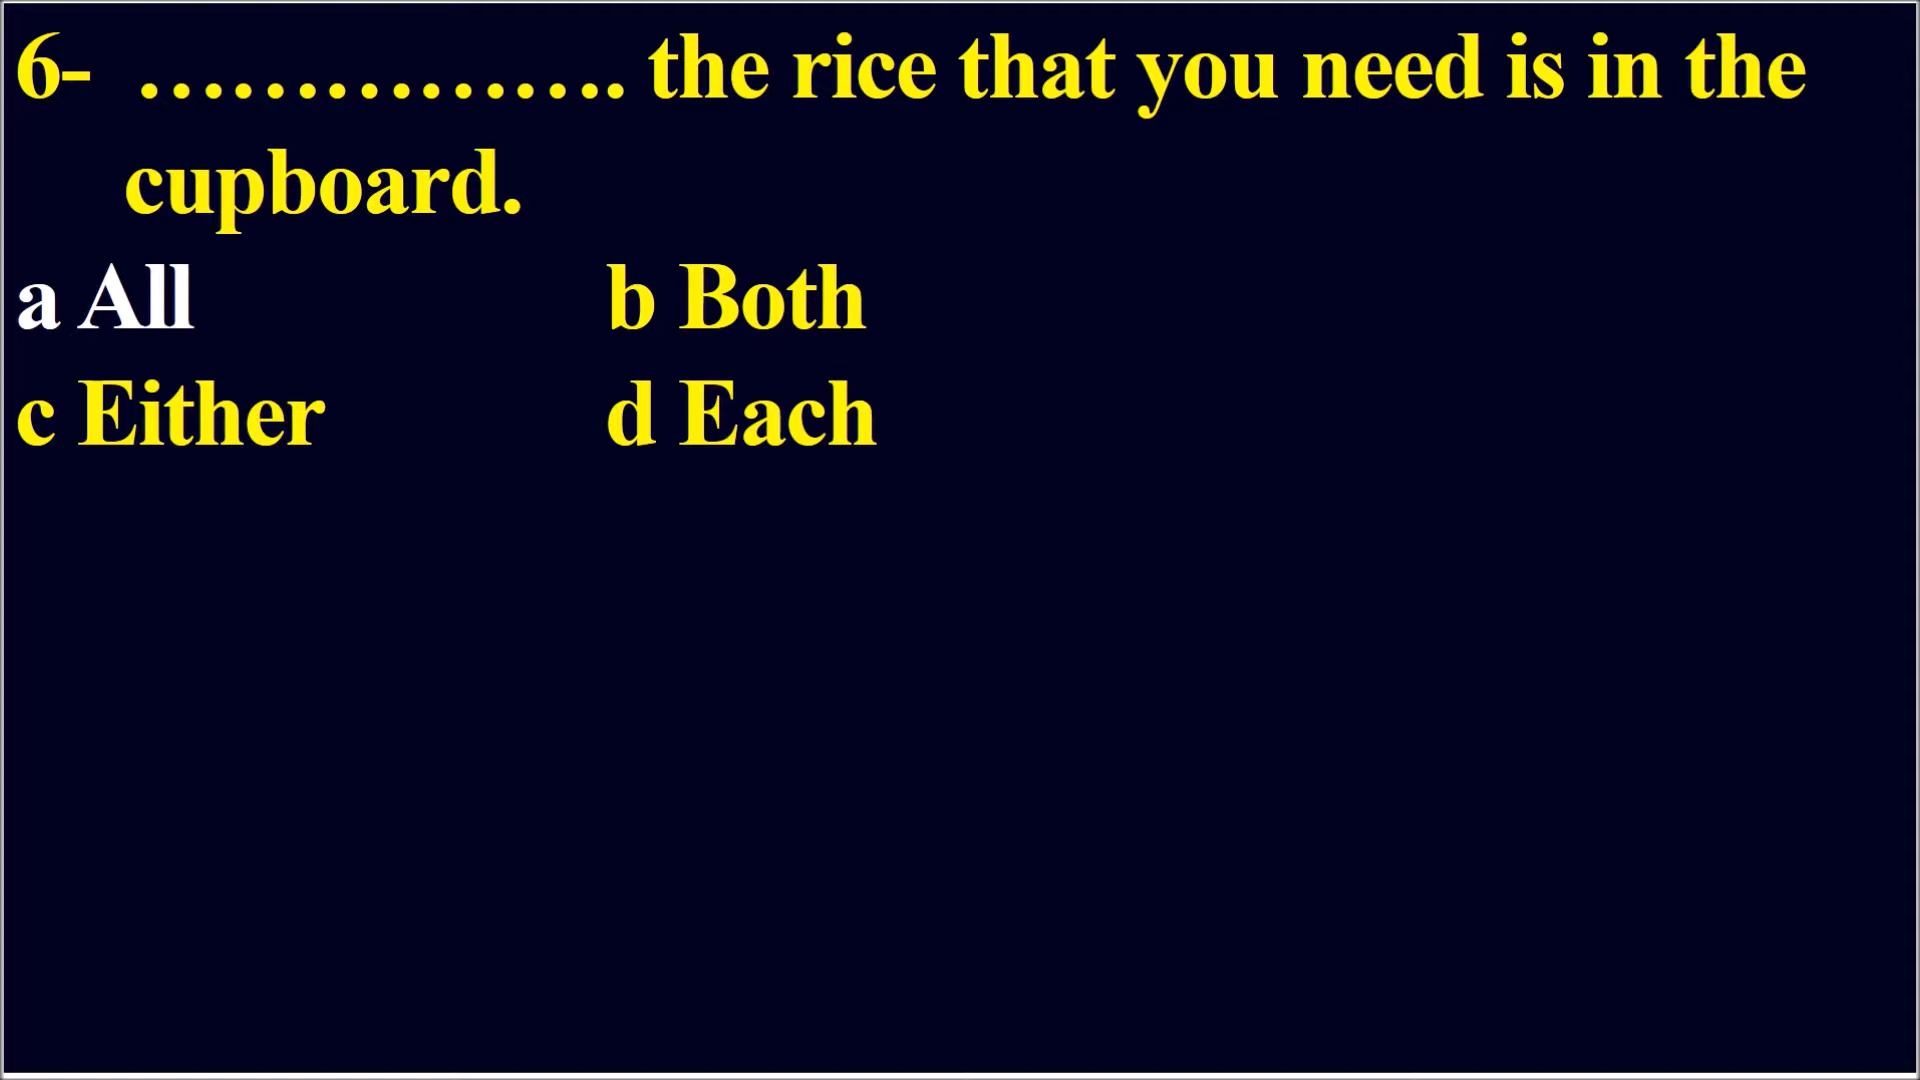 6- ................ the rice that you need is in the
cupboard.
a All b Both
c Either d Each